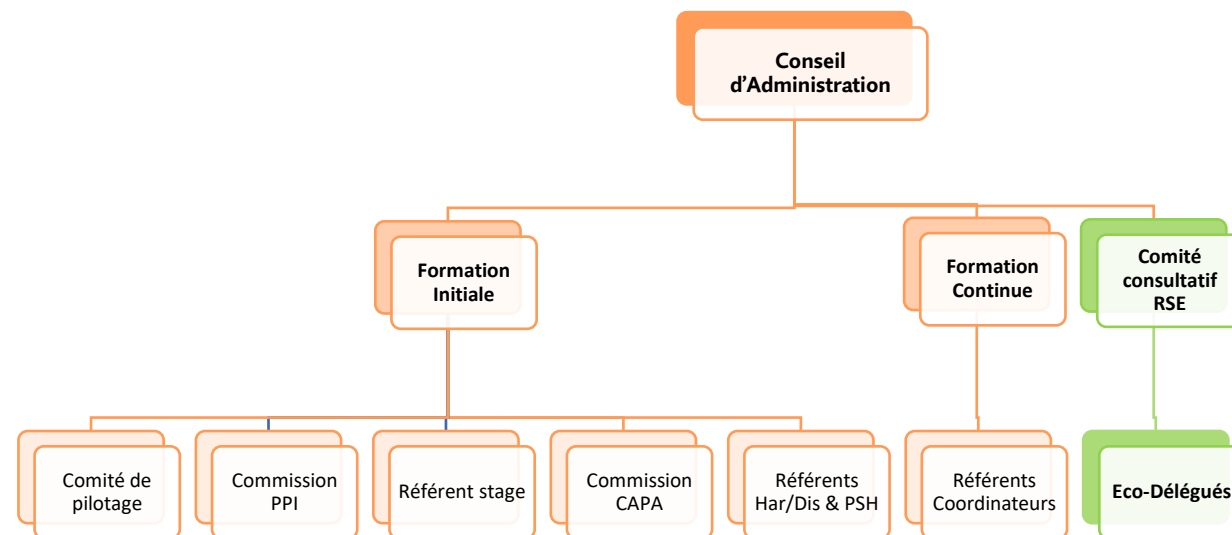 Conseil
d'Administration
Formation
Initiale
Formation
Continue
Comité
consultatif
RSE
Comité de
pilotage
Commission
PPI
Référent stage
Commission
CAPA
Référents
Har/Dis & PSH
Référents
Coordinateurs
Eco-Délégués